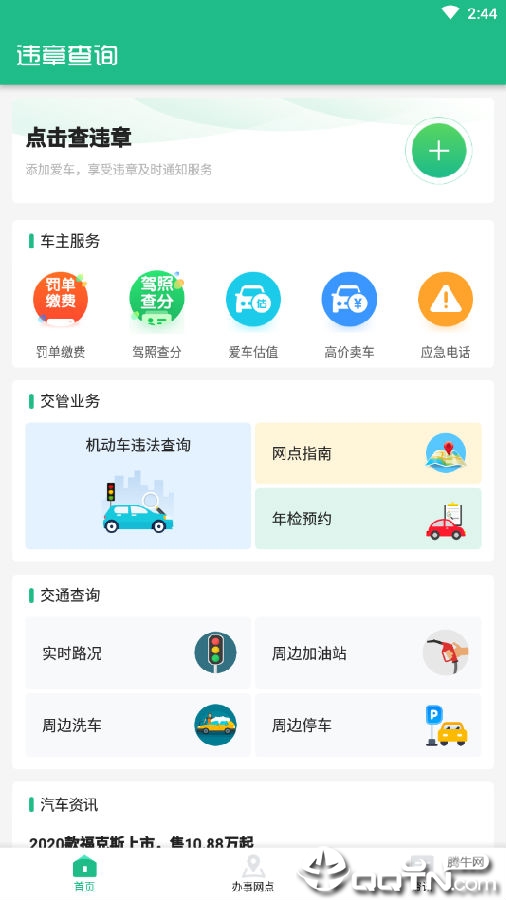 2:44
违章查询
点击查违章
添加爱车，享受违章及时通知服务
车主服务
罚单
缴费
驾照
查分
估
¥
罚单缴费
驾照查分
爱车估值
高价卖车
应急电话
交管业务
机动车违法查询
网点指南
年检预约
交通查询
实时路况
周边加油站
周边洗车
P
周边停车
汽车资讯
2020款福克斯上市，售10.88万起
首页
办事网点
腾牛网
QQTN.com